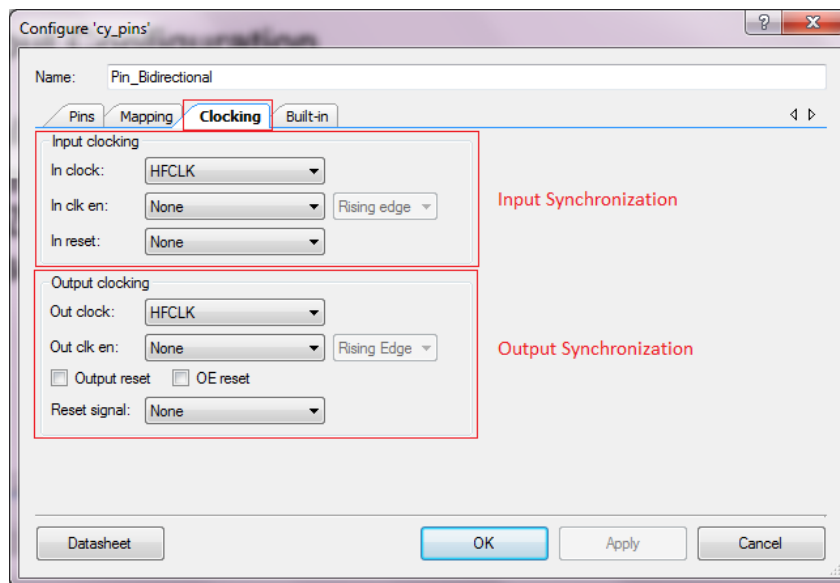 Configure 'cy_pins'
Name: Pin_Bidirectional
Pins Mapping Clocking Built-in
Input clocking
In clock: HFCLK
In clk en: None Rising edge
Input Synchronization
In reset: None
Output clocking
Out clock: HFCLK
Out clk en: None Rising Edge
Output Synchronization
Output reset OE reset
Reset signal: None
Datasheet OK Apply Cancel